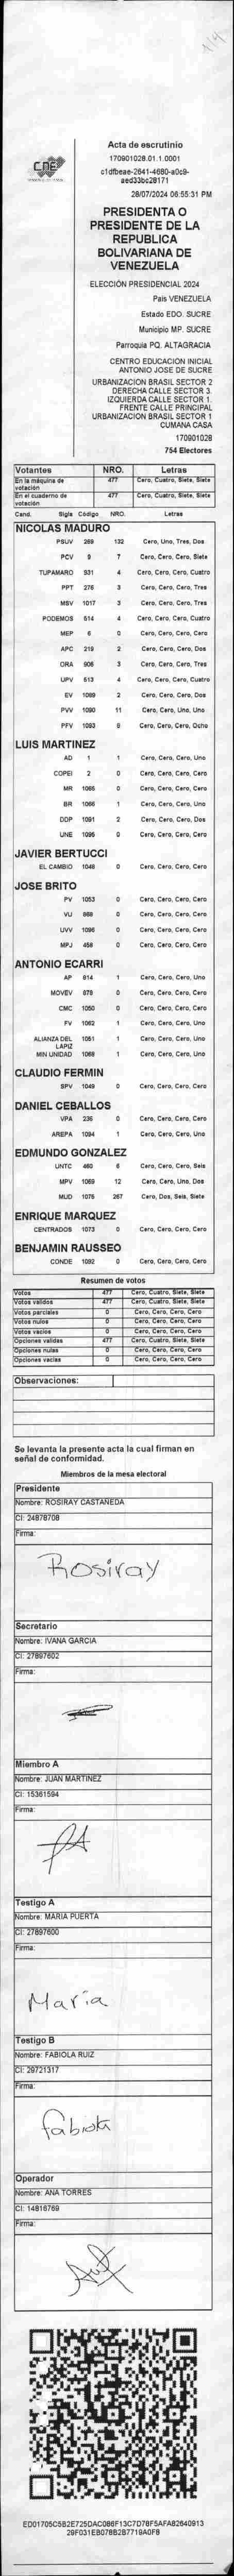 1/4
CNE
Acta de escrutinio
170901028.01.1.0001
c1dfbeae-2641-4680-a0c9-
aed33bc28171
28/07/2024 06:55:31 PM
PRESIDENTA O
PRESIDENTE DE LA
REPUBLICA
BOLIVARIANA DE
VENEZUELA
ELECCIÓN PRESIDENCIAL 2024
País VENEZUELA
Estado EDO. SUCRE
Municipio MP. SUCRE
Parroquia PQ. ALTAGRACIA
CENTRO EDUCACION INICIAL
ANTONIO JOSE DE SUCRE
URBANIZACION BRASIL SECTOR 2
DERECHA CALLE SECTOR 3.
IZQUIERDA CALLE SECTOR 1.
FRENTE CALLE PRINCIPAL
URBANIZACION BRASIL SECTOR 1
CUMANA CASA
170901028
754 Electores
Votantes NRO. Letras
En la máquina de votación 477 Cero, Cuatro, Siete, Siete
En el cuaderno de votación 477 Cero, Cuatro, Siete, Siete
Cand. Sigla Código NRO. Letras
NICOLAS MADURO
PSUV 269 132 Cero, Uno, Tres, Dos
PCV 9 7 Cero, Cero, Cero, Siete
TUPAMARO 931 4 Cero, Cero, Cero, Cuatro
PPT 276 3 Cero, Cero, Cero, Tres
MSV 1017 3 Cero, Cero, Cero, Tres
PODEMOS 614 4 Cero, Cero, Cero, Cuatro
MEP 6 0 Cero, Cero, Cero, Cero
APC 219 2 Cero, Cero, Cero, Dos
ORA 906 3 Cero, Cero, Cero, Tres
UPV 513 4 Cero, Cero, Cero, Cuatro
EV 1089 2 Cero, Cero, Cero, Dos
PVV 1090 11 Cero, Cero, Uno, Uno
PFV 1093 8 Cero, Cero, Cero, Ocho
LUIS MARTINEZ
AD 1 1 Cero, Cero, Cero, Uno
COPEI 2 0 Cero, Cero, Cero, Cero
MR 1065 0 Cero, Cero, Cero, Cero
BR 1066 1 Cero, Cero, Cero, Uno
DDP 1091 2 Cero, Cero, Cero, Dos
UNE 1095 0 Cero, Cero, Cero, Cero
JAVIER BERTUCCI
EL CAMBIO 1048 0 Cero, Cero, Cero, Cero
JOSE BRITO
PV 1053 0 Cero, Cero, Cero, Cero
VU 868 0 Cero, Cero, Cero, Cero
UVV 1096 0 Cero, Cero, Cero, Cero
MPJ 458 0 Cero, Cero, Cero, Cero
ANTONIO ECARRI
AP 814 1 Cero, Cero, Cero, Uno
MOVEV 878 0 Cero, Cero, Cero, Cero
CMC 1050 0 Cero, Cero, Cero, Cero
FV 1062 1 Cero, Cero, Cero, Uno
ALIANZA DEL LAPIZ 1051 1 Cero, Cero, Cero, Uno
MIN UNIDAD 1068 1 Cero, Cero, Cero, Uno
CLAUDIO FERMIN
SPV 1049 0 Cero, Cero, Cero, Cero
DANIEL CEBALLOS
VPA 236 0 Cero, Cero, Cero, Cero
AREPA 1094 1 Cero, Cero, Cero, Uno
EDMUNDO GONZALEZ
UNTC 460 6 Cero, Cero, Cero, Seis
MPV 1069 12 Cero, Cero, Uno, Dos
MUD 1075 267 Cero, Dos, Seis, Siete
ENRIQUE MARQUEZ
CENTRADOS 1073 0 Cero, Cero, Cero, Cero
BENJAMIN RAUSSEO
CONDE 1092 0 Cero, Cero, Cero, Cero
Resumen de votos
Votos 477 Cero, Cuatro, Siete, Siete
Votos válidos 477 Cero, Cuatro, Siete, Siete
Votos parciales 0 Cero, Cero, Cero, Cero
Votos nulos 0 Cero, Cero, Cero, Cero
Votos vacíos 0 Cero, Cero, Cero, Cero
Opciones válidas 477 Cero, Cuatro, Siete, Siete
Opciones nulas 0 Cero, Cero, Cero, Cero
Opciones vacías 0 Cero, Cero, Cero, Cero
Observaciones:
Se levanta la presente acta la cual firman en
señal de conformidad.
Miembros de la mesa electoral
Presidente
Nombre: ROSIRAY CASTAÑEDA
CI: 24878708
Firma:
Rosiray
Secretario
Nombre: IVANA GARCIA
CI: 27897602
Firma:
Miembro A
Nombre: JUAN MARTINEZ
CI: 15361594
Firma:
Testigo A
Nombre: MARIA PUERTA
CI: 27897600
Firma:
María
Testigo B
Nombre: FABIOLA RUIZ
CI: 29721317
Firma:
fabiola
Operador
Nombre: ANA TORRES
CI: 14816769
Firma:
ED01705C5B2E725DAC086F13C7D78F5AFA82640913
29F031EB078B2B7719A0F8